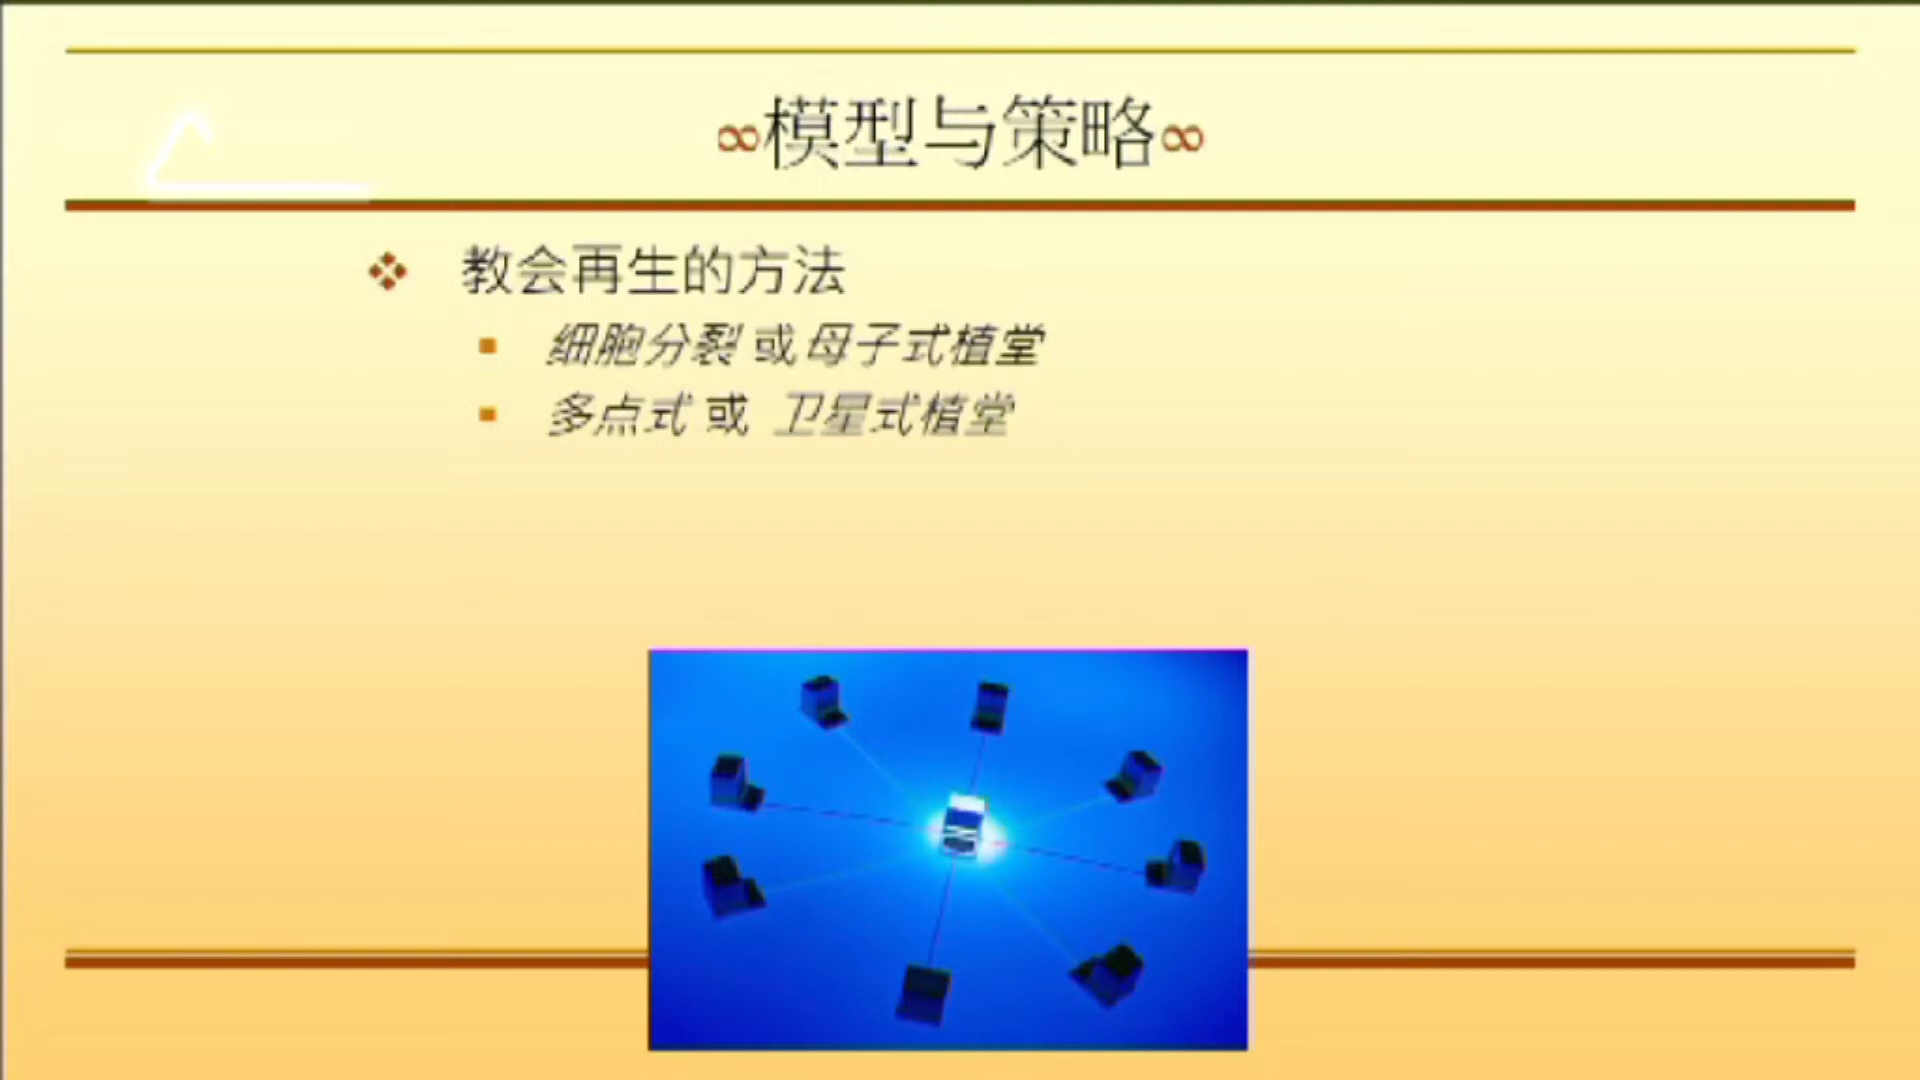 ∞模型与策略∞
教会再生的方法
细胞分裂 或 母子式植堂
多点式 或 卫星式植堂